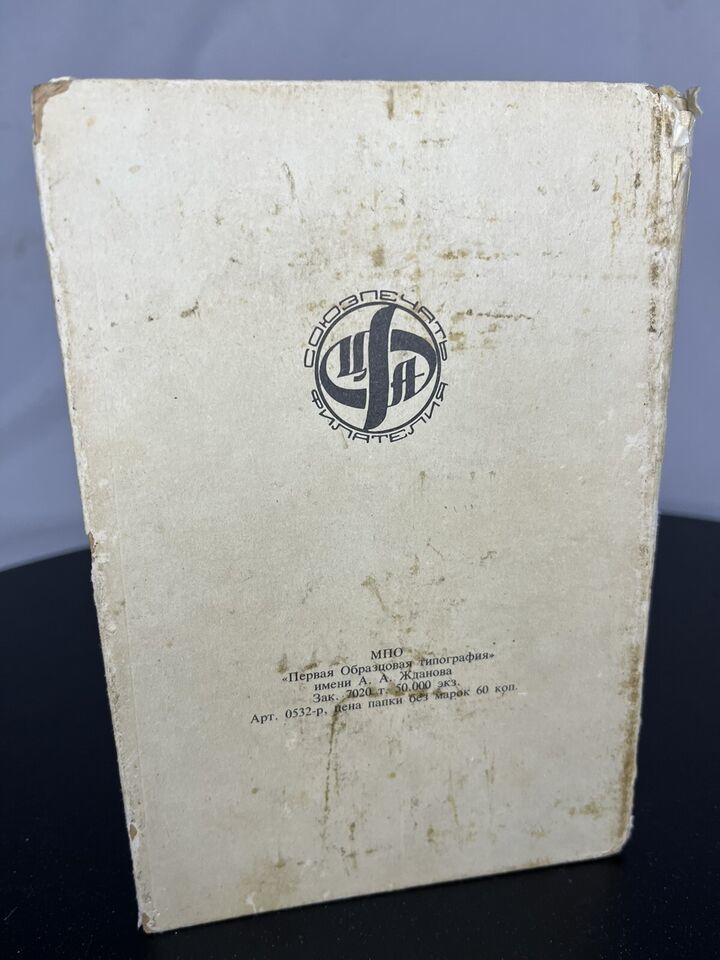 СОЮЗПЕЧАТЬ
ЦФА
ФИЛАТЕЛИЯ
МПО
«Первая Образцовая типография»
имени А. А. Жданова
Зак. 7020 т. 50.000 экз.
Арт. 0532-р, цена папки без марок 60 коп.